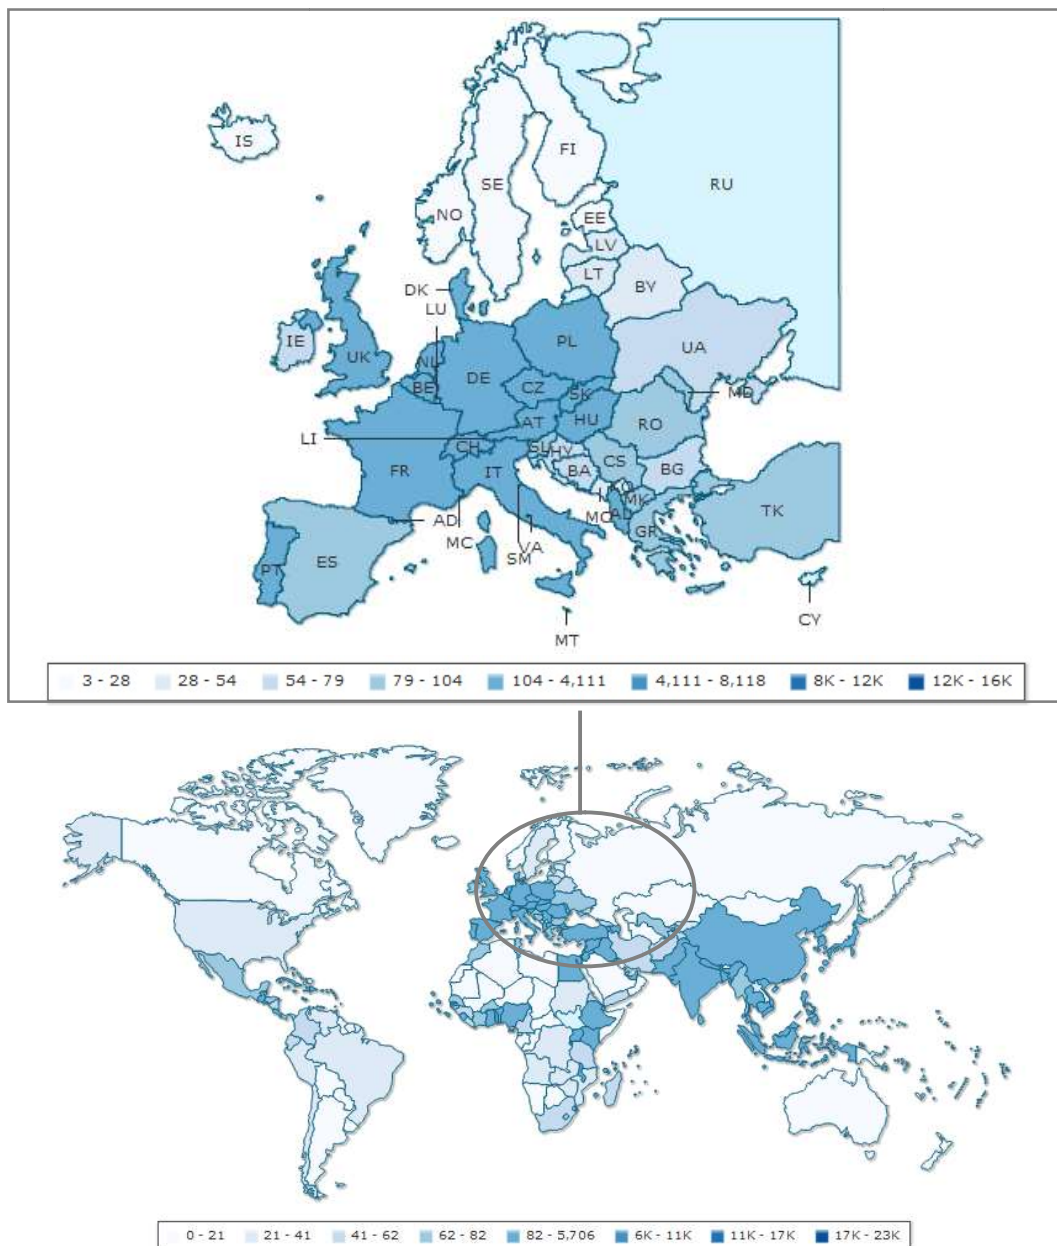 IS
FI
RU
SE
NO
EE
LV
LT
BY
DK
LU
IE
UK
NL
BE
DE
PL
UA
CZ
SK
MD
AT
HU
RO
LI
CH
HV
FR
IT
BA
CS
BG
MK
MO
AL
TK
AD
GR
MC
VA
SM
ES
PT
CY
MT
3 - 28 28 - 54 54 - 79 79 - 104 104 - 4,111 4,111 - 8,118 8K - 12K 12K - 16K
0 - 21 21 - 41 41 - 62 62 - 82 82 - 5,706 6K - 11K 11K - 17K 17K - 23K